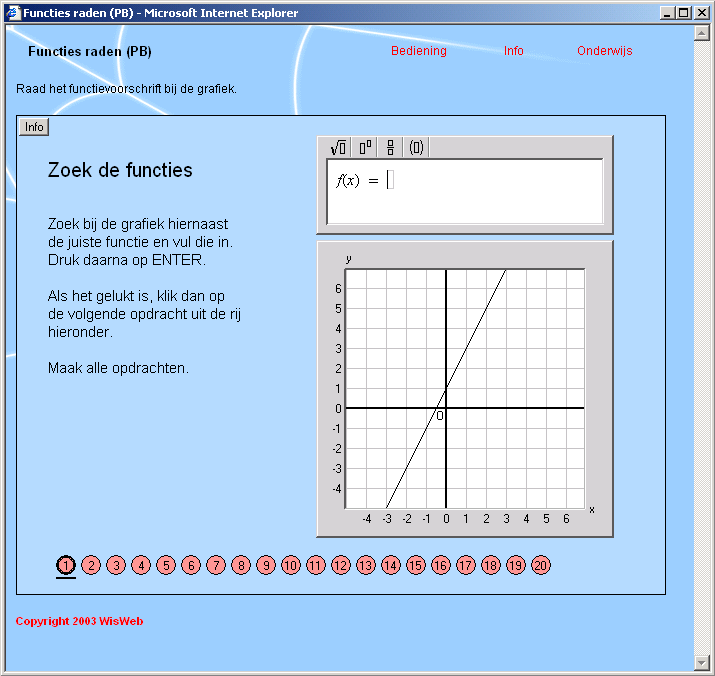 Functies raden (PB) - Microsoft Internet Explorer
Functies raden (PB)
Bediening Info Onderwijs
Raad het functievoorschrift bij de grafiek.
Info
Zoek de functies
Zoek bij de grafiek hiernaast
de juiste functie en vul die in.
Druk daarna op ENTER.
Als het gelukt is, klik dan op
de volgende opdracht uit de rij
hieronder.
Maak alle opdrachten.
f(x) =
y
6
5
4
3
2
1
0
-1
-2
-3
-4
0
-4 -3 -2 -1 0 1 2 3 4 5 6
x
1 2 3 4 5 6 7 8 9 10 11 12 13 14 15 16 17 18 19 20
Copyright 2003 WisWeb